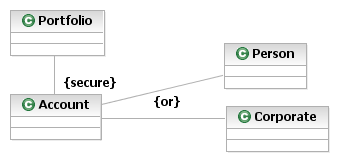 C Portfolio
{secure}
C Person
C Account
{or}
C Corporate